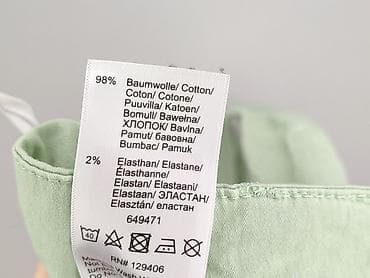 98% Baumwolle/ Cotton/
Coton/ Cotone/
Puuvilla/ Katoen/
Bomull/ Bawełna/
ХЛОПОК/ Bavlna/
Pamut/ бавовна/
Bumbac/ Pamuk
2% Elasthan/ Elastane/
Élasthanne/
Elastan/ Elastaani/
Elastaan/ ЭЛАСТАН/
Elasztán/ еластан
649471
40
RN# 129406